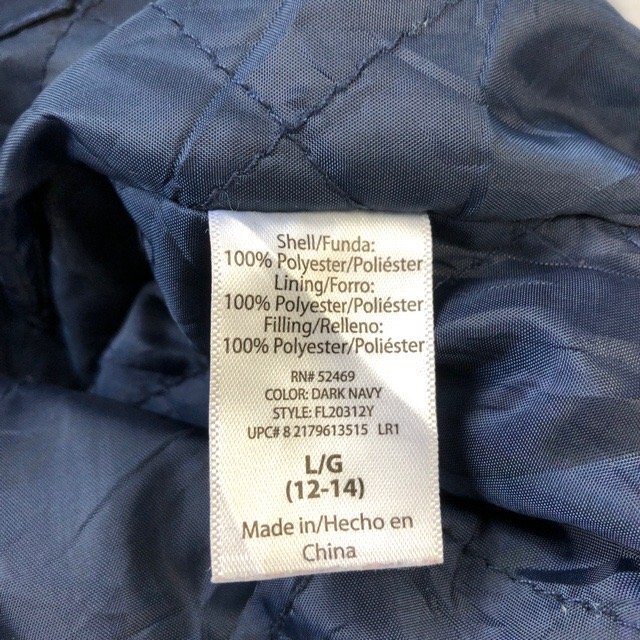 Shell/Funda:
100% Polyester/Poliéster
Lining/Forro:
100% Polyester/Poliéster
Filling/Relleno:
100% Polyester/Poliéster
RN# 52469
COLOR: DARK NAVY
STYLE: FL20312Y
UPC# 8 2179613515 LR1
L/G
(12-14)
Made in/Hecho en
China